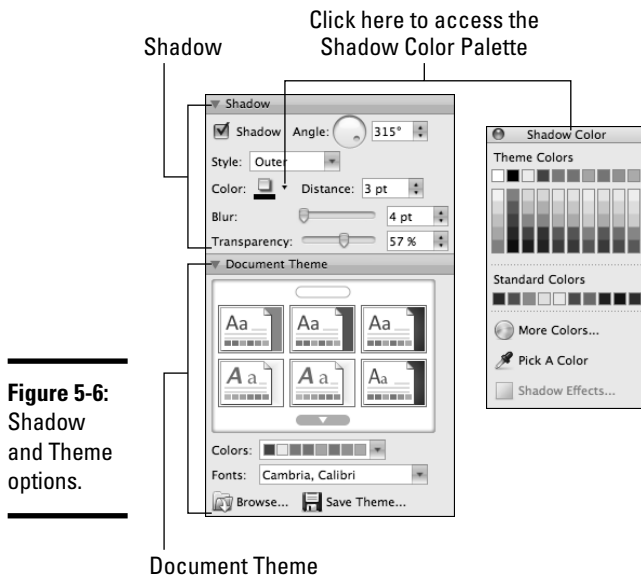 Click here to access the
Shadow Color Palette
Shadow
Shadow
Shadow Angle: 315°
Style: Outer
Color: Distance: 3 pt
Blur: 4 pt
Transparency: 57 %
Document Theme
Aa Aa Aa
A a A a Aa
Colors:
Fonts: Cambria, Calibri
Browse... Save Theme...
Shadow Color
Theme Colors
Standard Colors
More Colors...
Pick A Color
Shadow Effects...
Figure 5-6:
Shadow
and Theme
options.
Document Theme